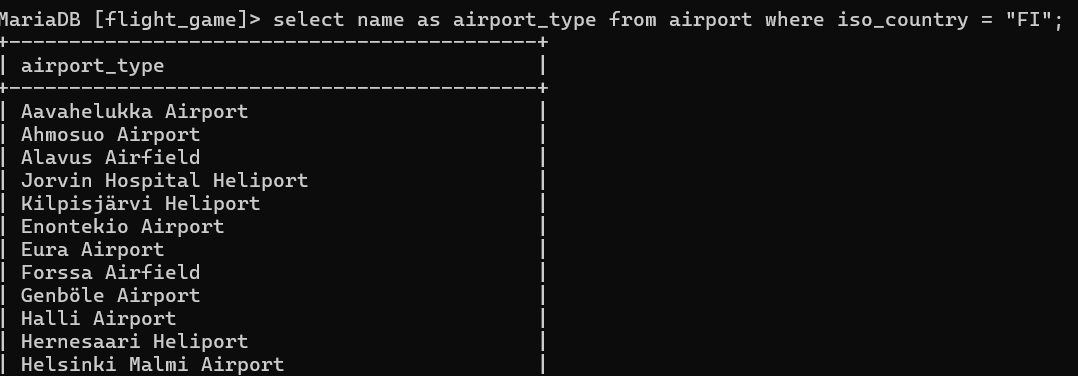 MariaDB [flight_game]> select name as airport_type from airport where iso_country = "FI";
+--------------------------------------------+
| airport_type                               |
+--------------------------------------------+
| Aavahelukka Airport                        |
| Ahmosuo Airport                            |
| Alavus Airfield                            |
| Jorvin Hospital Heliport                   |
| Kilpisjärvi Heliport                       |
| Enontekio Airport                          |
| Eura Airport                               |
| Forssa Airfield                            |
| Genböle Airport                            |
| Halli Airport                              |
| Hernesaari Heliport                        |
| Helsinki Malmi Airport                     |